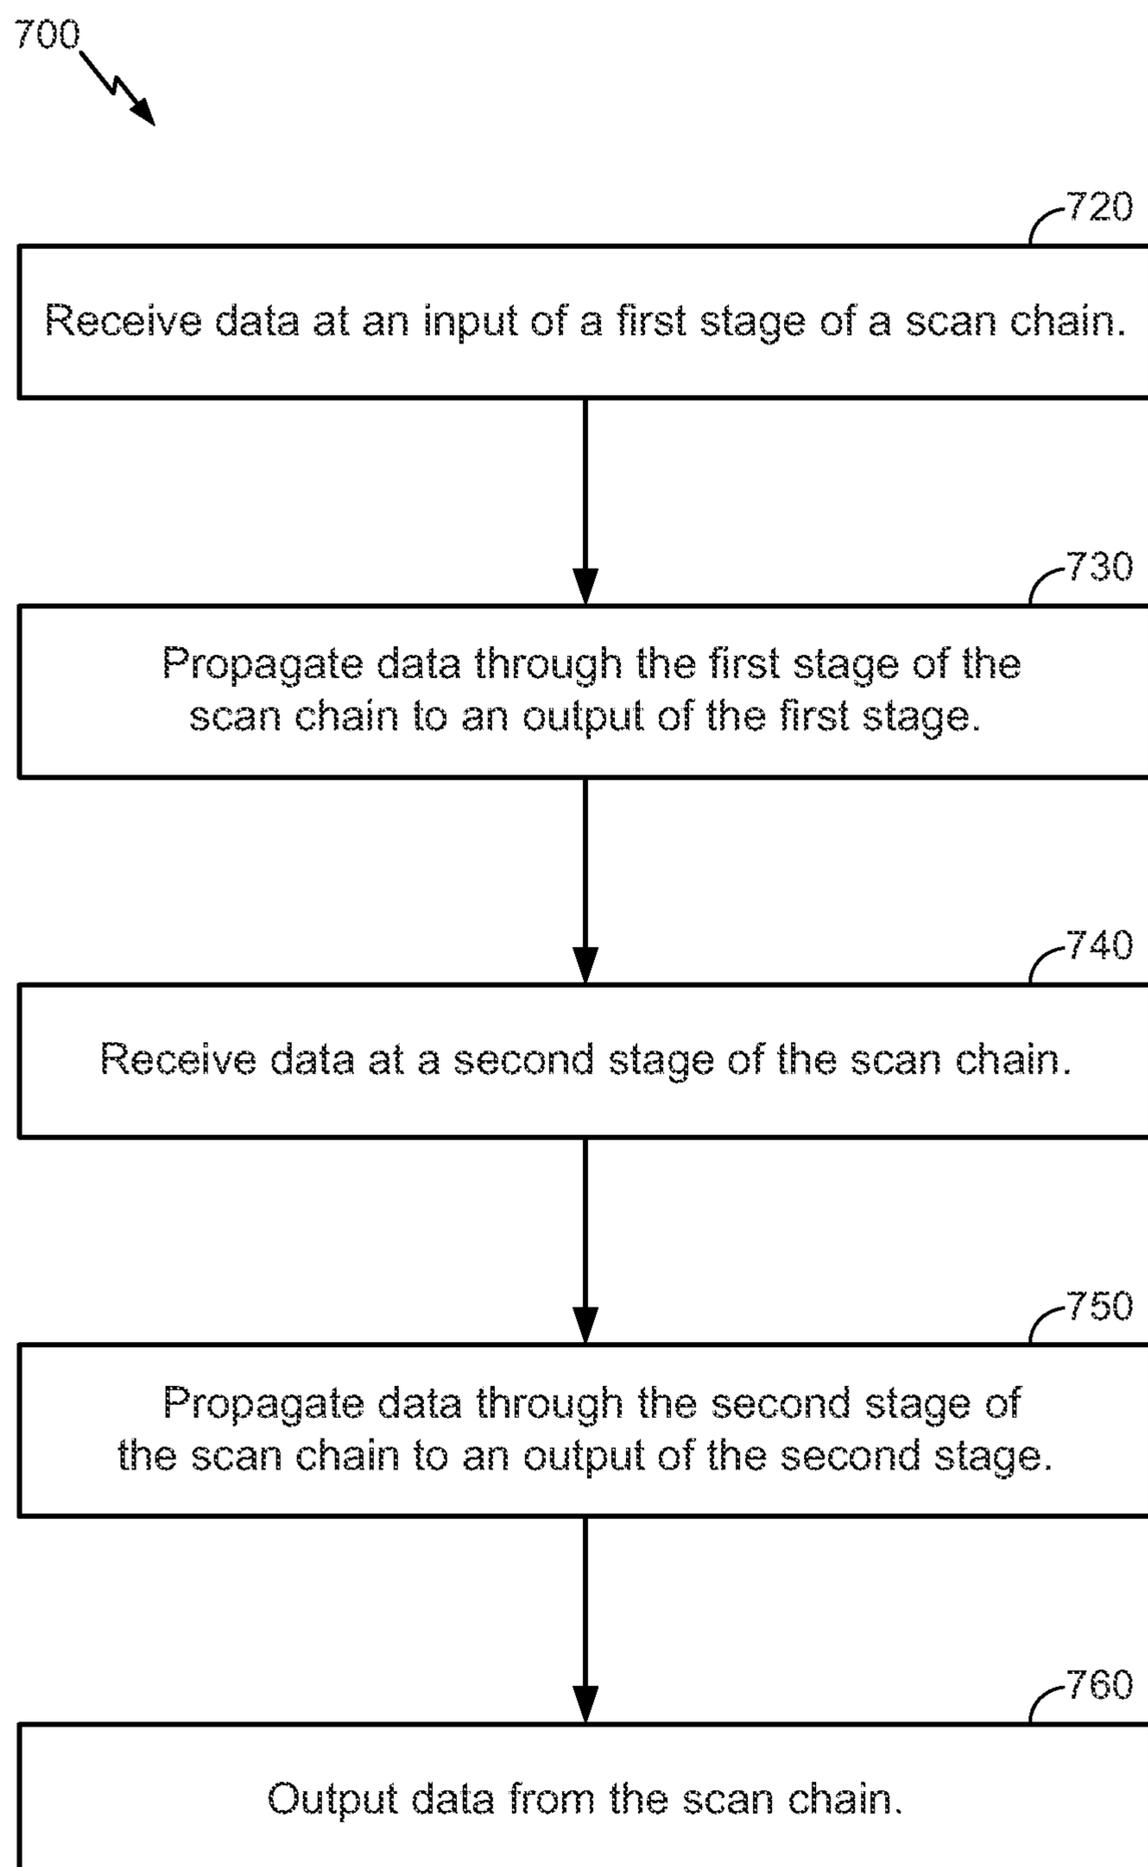 700
720
Receive data at an input of a first stage of a scan chain.
730
Propagate data through the first stage of the
scan chain to an output of the first stage.
740
Receive data at a second stage of the scan chain.
750
Propagate data through the second stage of
the scan chain to an output of the second stage.
760
Output data from the scan chain.